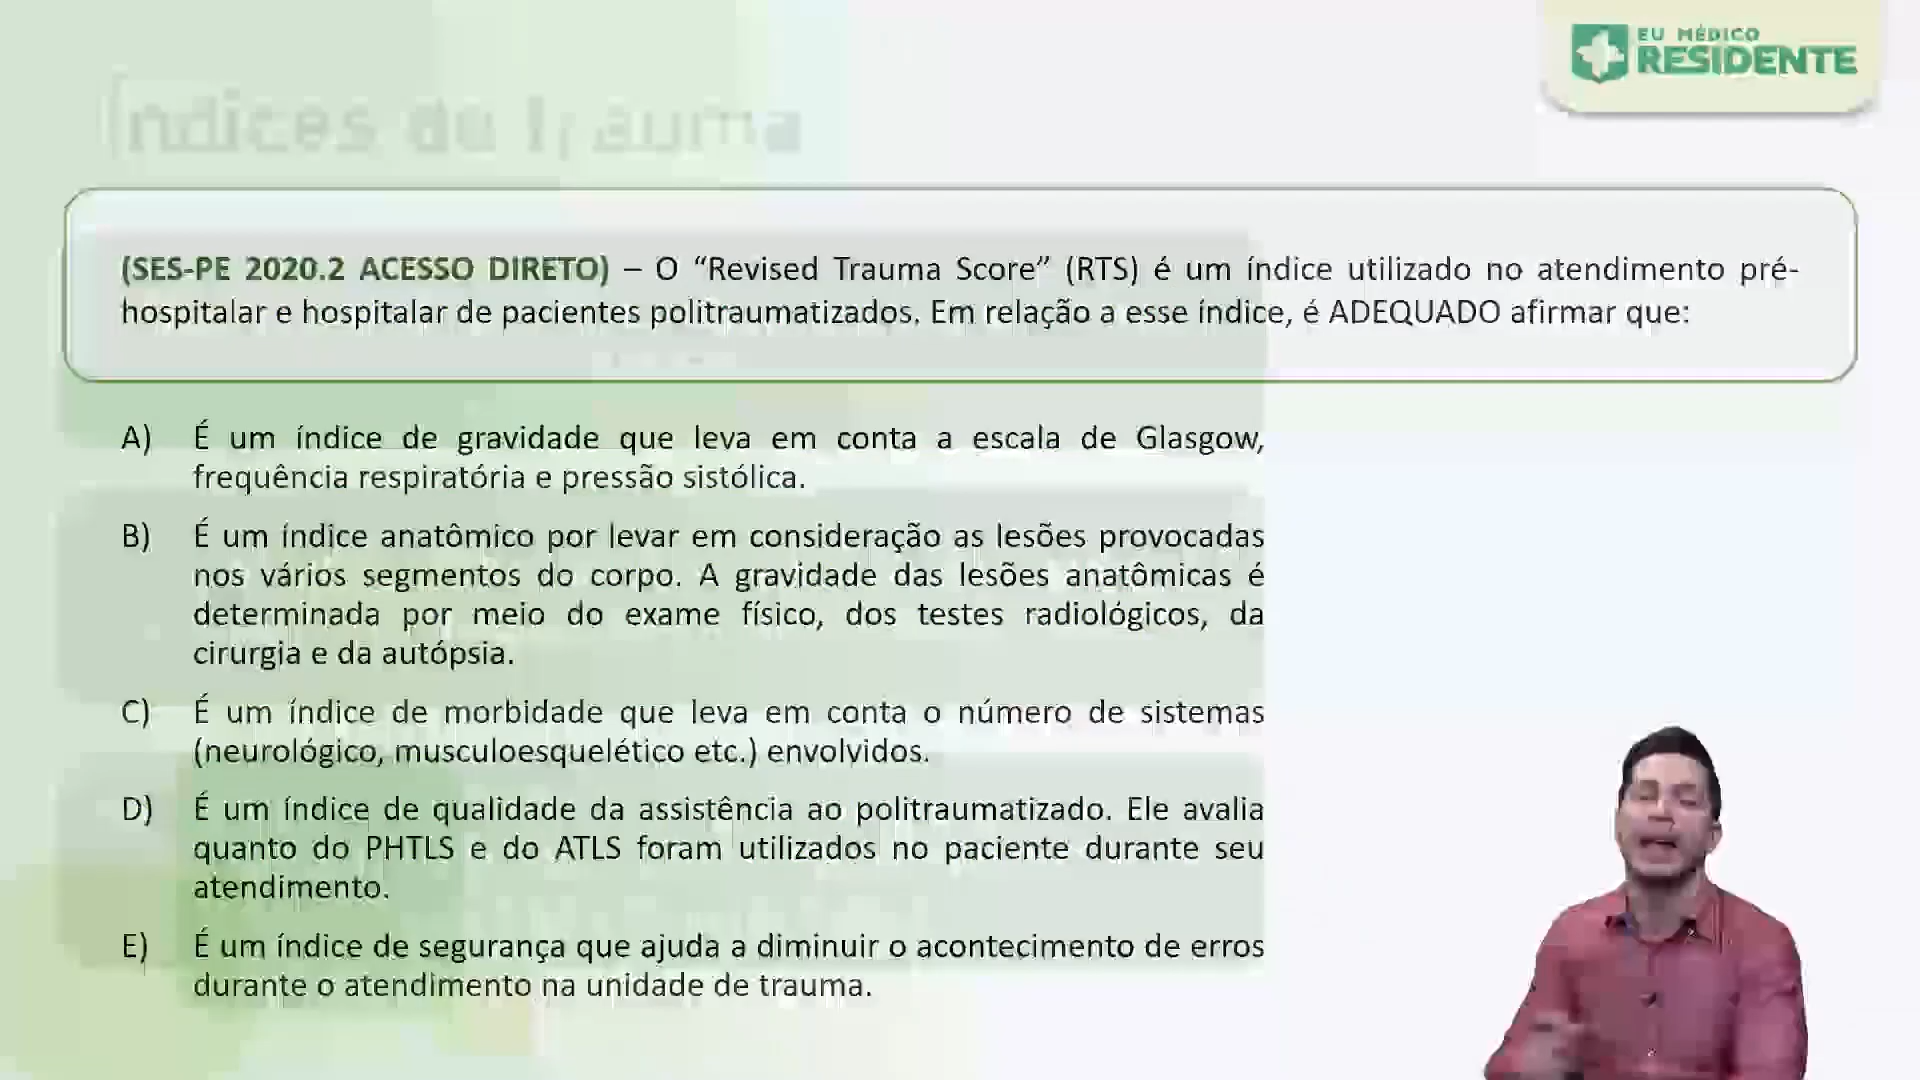 EU MÉDICO
RESIDENTE
Índices de Trauma
(SES-PE 2020.2 ACESSO DIRETO) – O “Revised Trauma Score” (RTS) é um índice utilizado no atendimento pré-
hospitalar e hospitalar de pacientes politraumatizados. Em relação a esse índice, é ADEQUADO afirmar que:
A) É um índice de gravidade que leva em conta a escala de Glasgow,
frequência respiratória e pressão sistólica.
B) É um índice anatômico por levar em consideração as lesões provocadas
nos vários segmentos do corpo. A gravidade das lesões anatômicas é
determinada por meio do exame físico, dos testes radiológicos, da
cirurgia e da autópsia.
C) É um índice de morbidade que leva em conta o número de sistemas
(neurológico, musculoesquelético etc.) envolvidos.
D) É um índice de qualidade da assistência ao politraumatizado. Ele avalia
quanto do PHTLS e do ATLS foram utilizados no paciente durante seu
atendimento.
E) É um índice de segurança que ajuda a diminuir o acontecimento de erros
durante o atendimento na unidade de trauma.